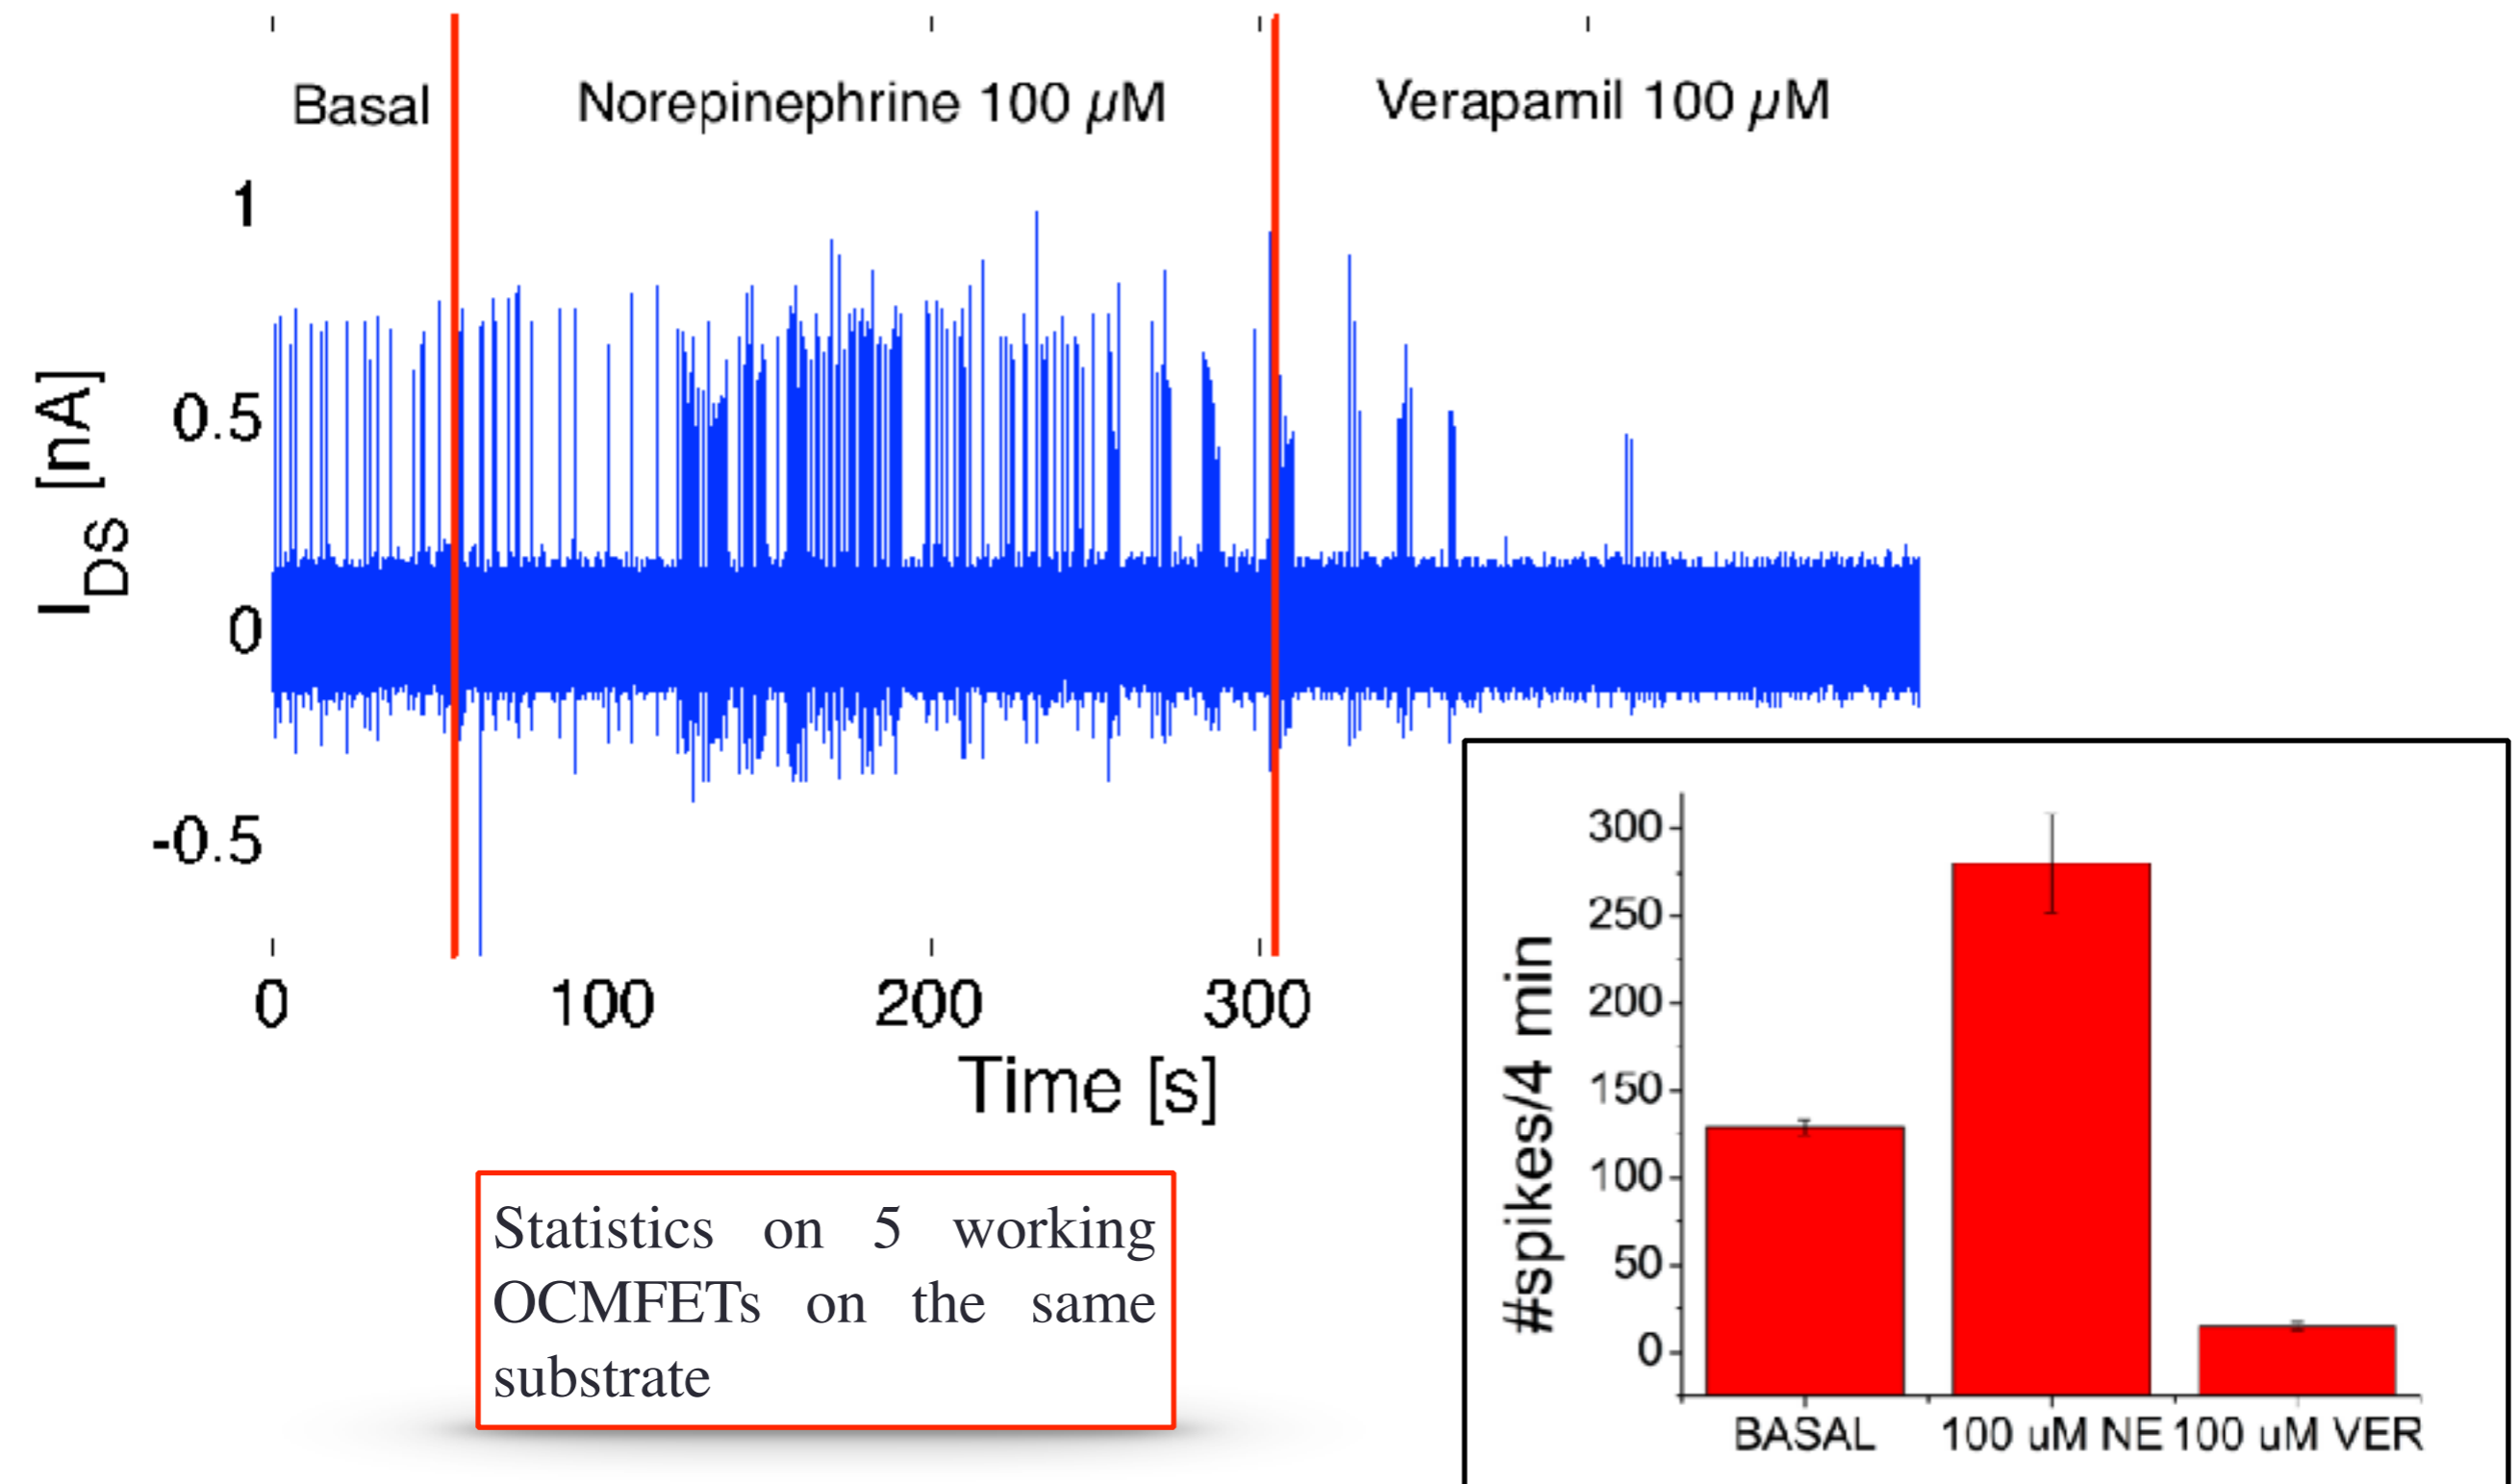 Basal
Norepinephrine 100 µM
Verapamil 100 µM
1
0.5
0
-0.5
I_DS [nA]
0
100
200
300
Time [s]
Statistics on 5 working
OCMFETs on the same
substrate
#spikes/4 min
300
250
200
150
100
50
0
BASAL
100 uM NE
100 uM VER